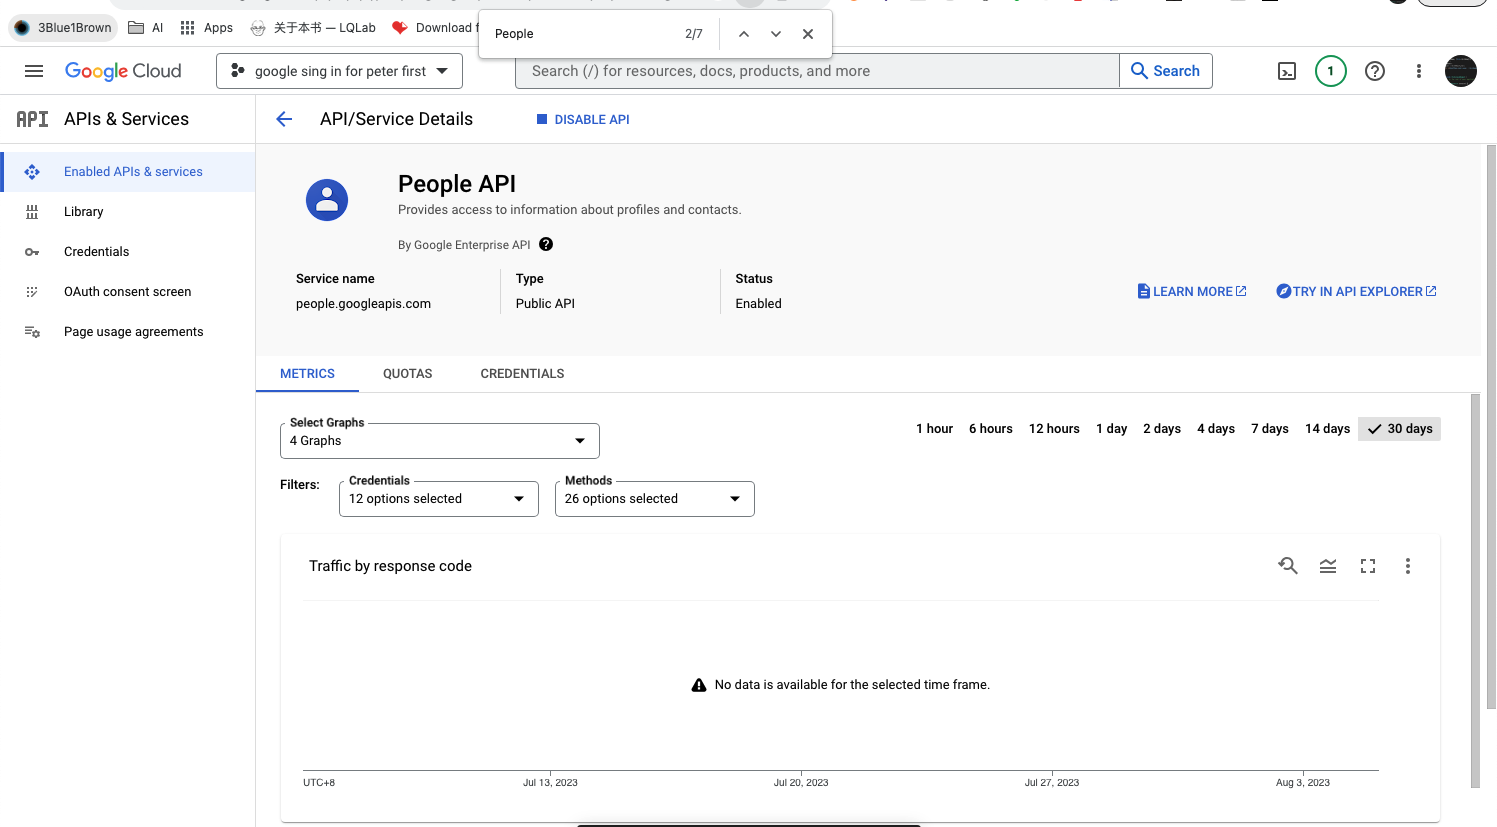 3Blue1Brown
AI
Apps
关于本书 — LQLab
Download f
People
2/7
Google Cloud
google sing in for peter first
Search (/) for resources, docs, products, and more
Search
1
API
APIs & Services
API/Service Details
DISABLE API
Enabled APIs & services
Library
Credentials
OAuth consent screen
Page usage agreements
People API
Provides access to information about profiles and contacts.
By Google Enterprise API
Service name
people.googleapis.com
Type
Public API
Status
Enabled
LEARN MORE
TRY IN API EXPLORER
METRICS
QUOTAS
CREDENTIALS
Select Graphs
4 Graphs
1 hour
6 hours
12 hours
1 day
2 days
4 days
7 days
14 days
30 days
Filters:
Credentials
12 options selected
Methods
26 options selected
Traffic by response code
No data is available for the selected time frame.
UTC+8
Jul 13, 2023
Jul 20, 2023
Jul 27, 2023
Aug 3, 2023